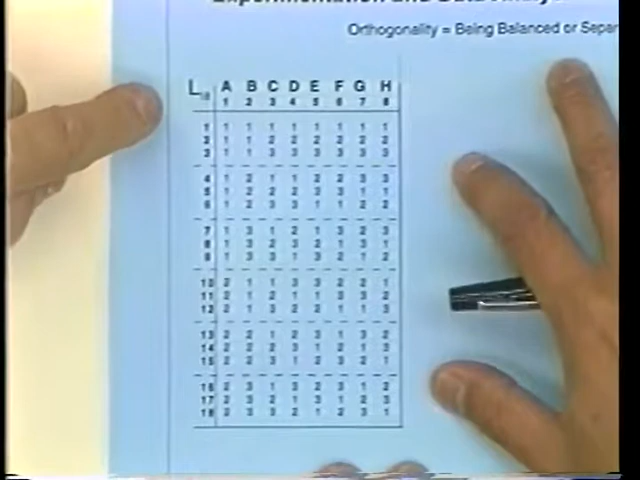 Experimentation and Data
Orthogonality = Being Balanced or
L18 A B C D E F G H
1 2 3 4 5 6 7 8
1 1 1 1 1 1 1 1 1
2 1 1 2 2 2 2 2 2
3 1 1 3 3 3 3 3 3
4 1 2 1 1 2 2 3 3
5 1 2 2 2 3 3 1 1
6 1 2 3 3 1 1 2 2
7 1 3 1 2 1 3 2 3
8 1 3 2 3 2 1 3 1
9 1 3 3 1 3 2 1 2
10 2 1 1 3 3 2 2 1
11 2 1 2 1 1 3 3 2
12 2 1 3 2 2 1 1 3
13 2 2 1 2 3 1 3 2
14 2 2 2 3 1 2 1 3
15 2 2 3 1 2 3 2 1
16 2 3 1 3 2 3 1 2
17 2 3 2 1 3 1 2 3
18 2 3 3 2 1 2 3 1